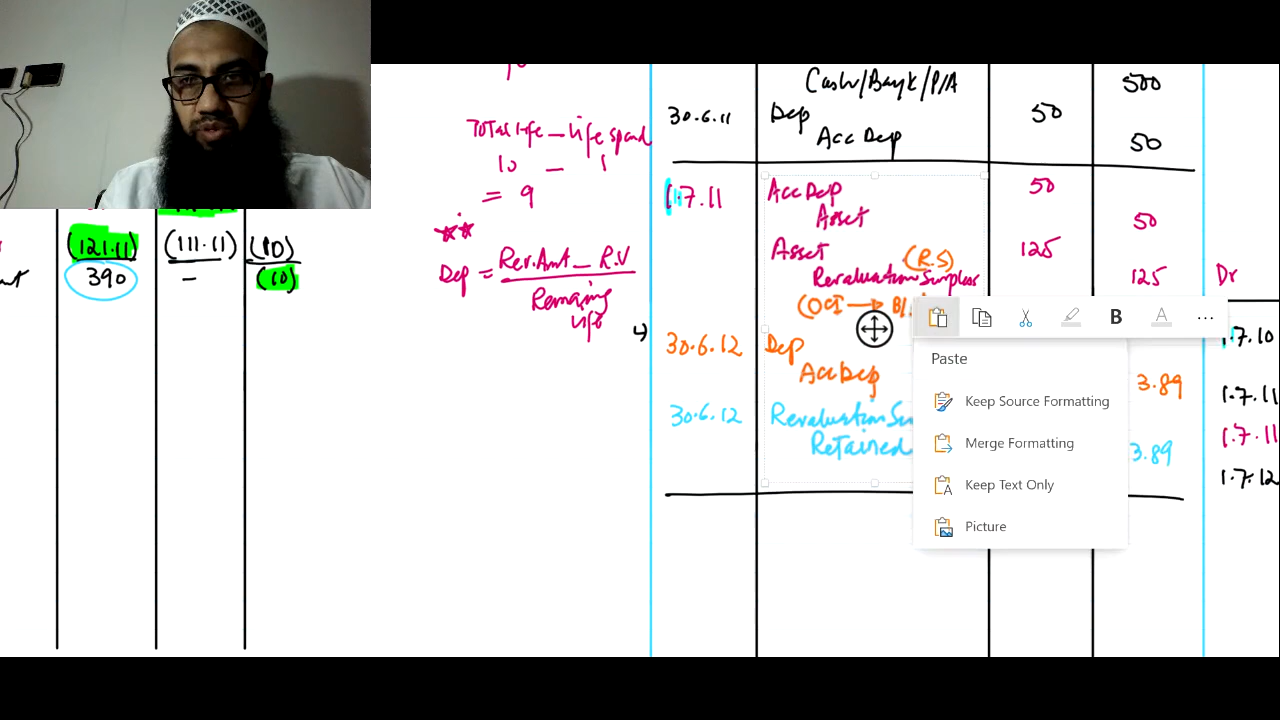 (121.11) (111.11) (10)
390 – (10)
Total life – life spend
10 – 1
= 9
**
Dep = Rev.Amt – R.V
Remaing
life
Cash/Bank/P/A 500
30.6.11 Dep 50
Acc Dep 50
1.7.11 Acc Dep 50
Asset 50
Asset 125
(R.S)
Revaluation Surplus 125
(OCI → B/
4)
30.6.12 Dep
Acc Dep 3.89
30.6.12 Revaluation Su
Retained 3.89
Dr
1.7.10
1.7.11
1.7.11
1.7.12
B A ...
Paste
Keep Source Formatting
Merge Formatting
Keep Text Only
Picture